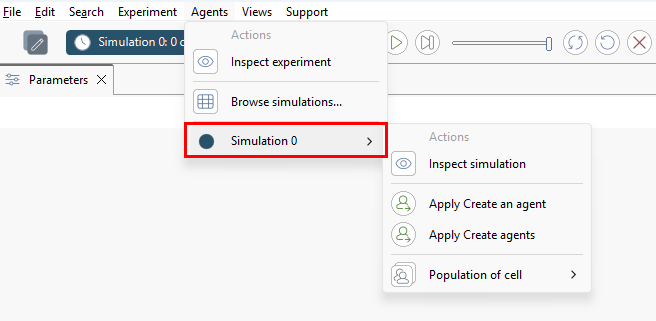 File Edit Search Experiment Agents Views Support
Simulation 0: 0 c
Parameters
Actions
Inspect experiment
Browse simulations...
Simulation 0
Actions
Inspect simulation
Apply Create an agent
Apply Create agents
Population of cell